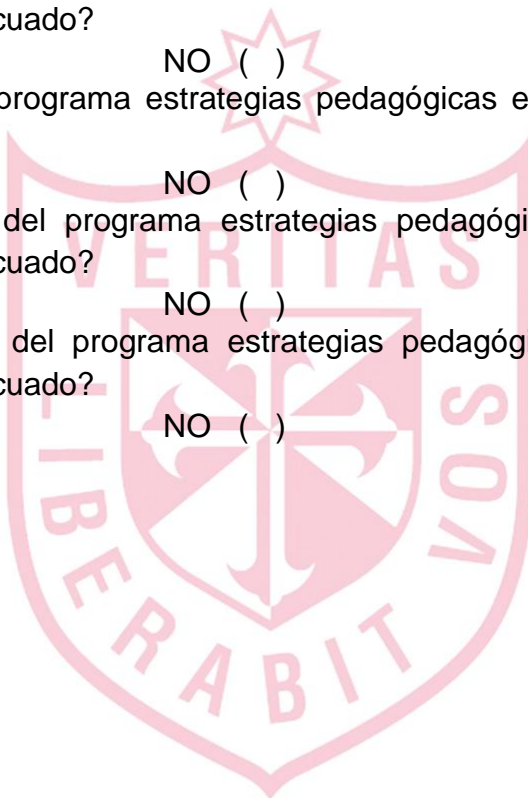 cuado?
NO ( )
programa estrategias pedagógicas e
NO ( )
del programa estrategias pedagógi
cuado?
NO ( )
del programa estrategias pedagóg
cuado?
NO ( )
VERITAS
LIBERABIT
VOS